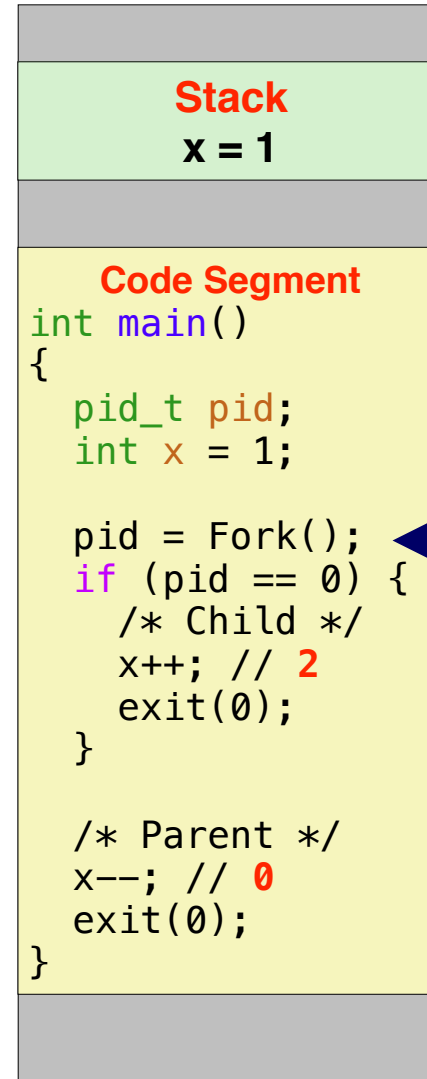 Stack
x = 1
Code Segment
int main()
{
  pid_t pid;
  int x = 1;

  pid = Fork();
  if (pid == 0) {
    /* Child */
    x++; // 2
    exit(0);
  }

  /* Parent */
  x--; // 0
  exit(0);
}